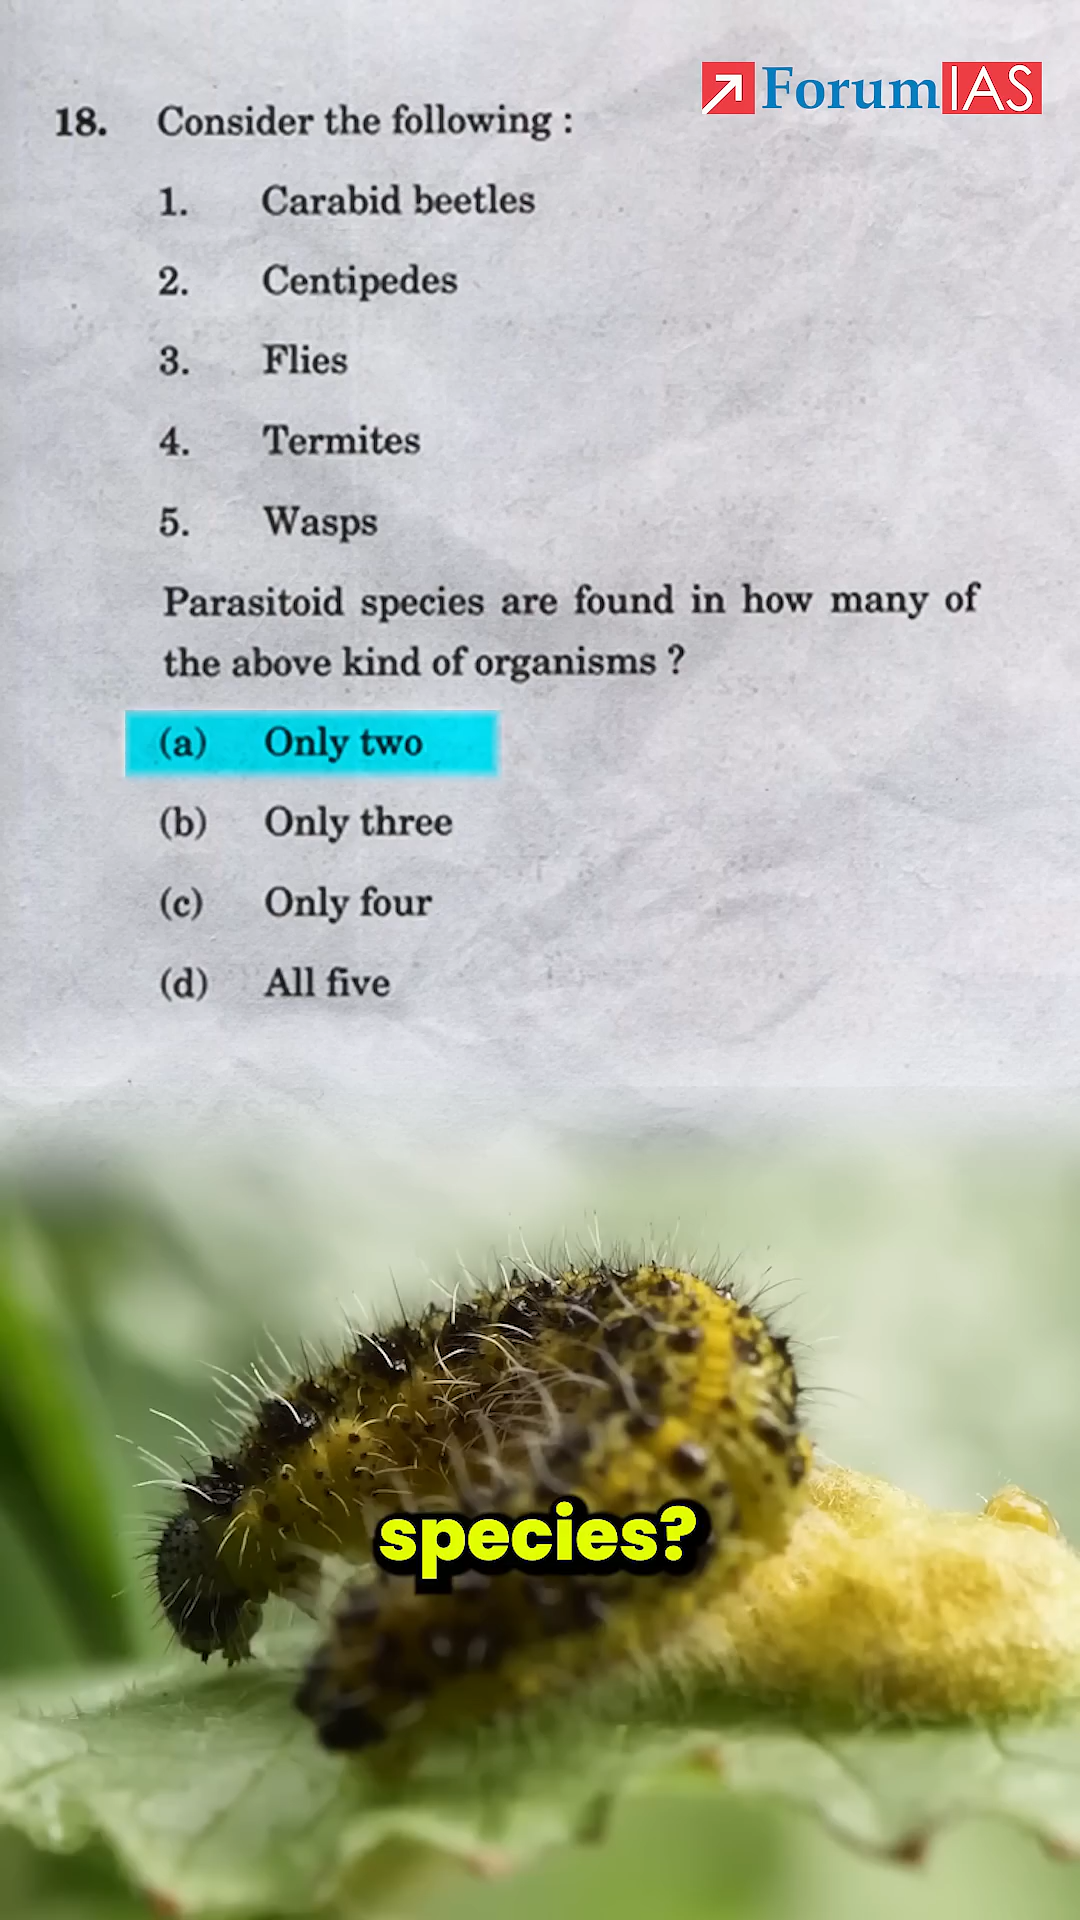 ForumIAS
18. Consider the following :
1. Carabid beetles
2. Centipedes
3. Flies
4. Termites
5. Wasps
Parasitoid species are found in how many of
the above kind of organisms ?
(a) Only two
(b) Only three
(c) Only four
(d) All five
species?